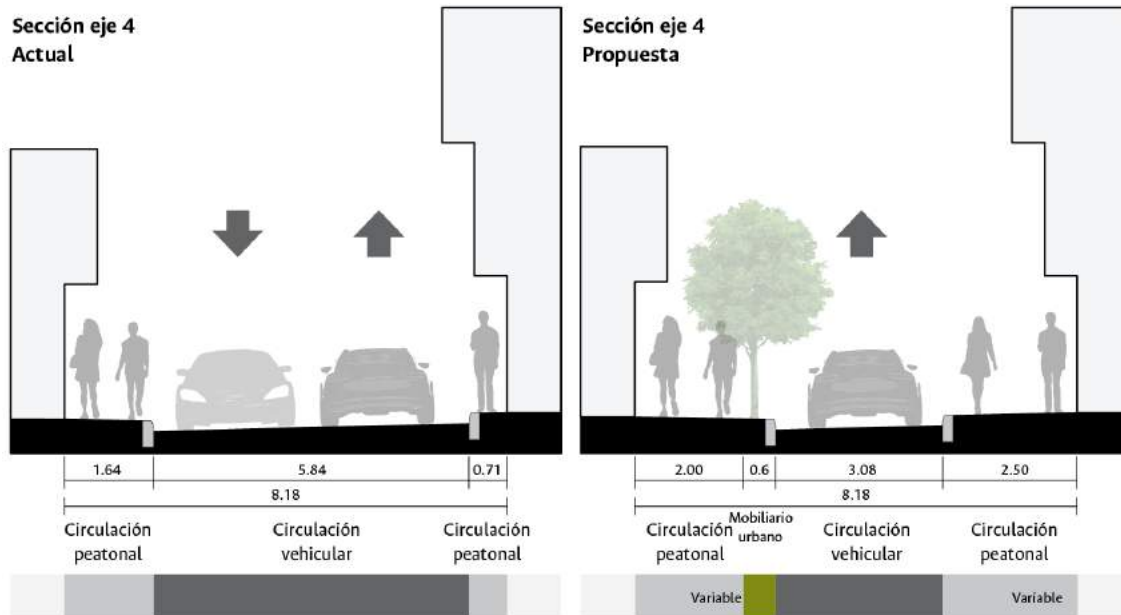 Sección eje 4
Actual
1.64
5.84
0.71
8.18
Circulación
peatonal
Circulación
vehicular
Circulación
peatonal
Sección eje 4
Propuesta
2.00
0.6
3.08
2.50
8.18
Circulación
peatonal
Mobiliario
urbano
Circulación
vehicular
Circulación
peatonal
Variable
Variable